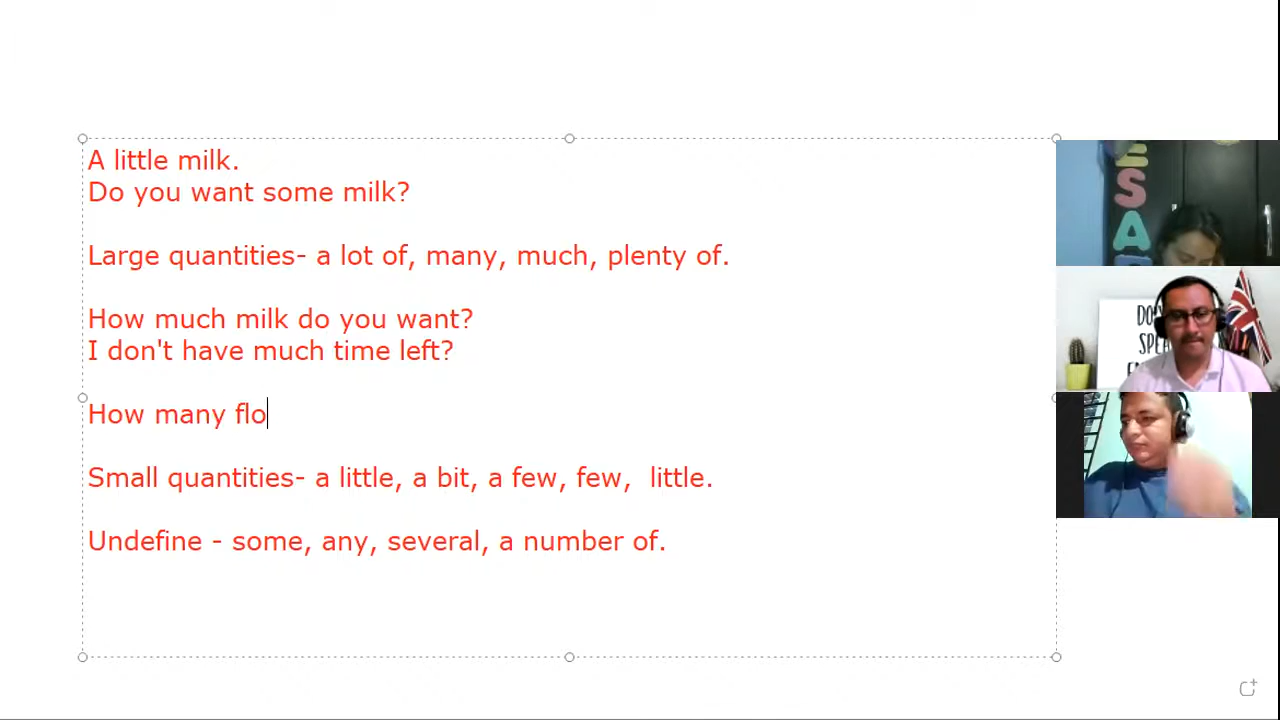 A little milk.
Do you want some milk?
Large quantities- a lot of, many, much, plenty of.
How much milk do you want?
I don't have much time left?
How many flo
Small quantities- a little, a bit, a few, few,  little.
Undefine - some, any, several, a number of.
E
S
A
DO
SPEA